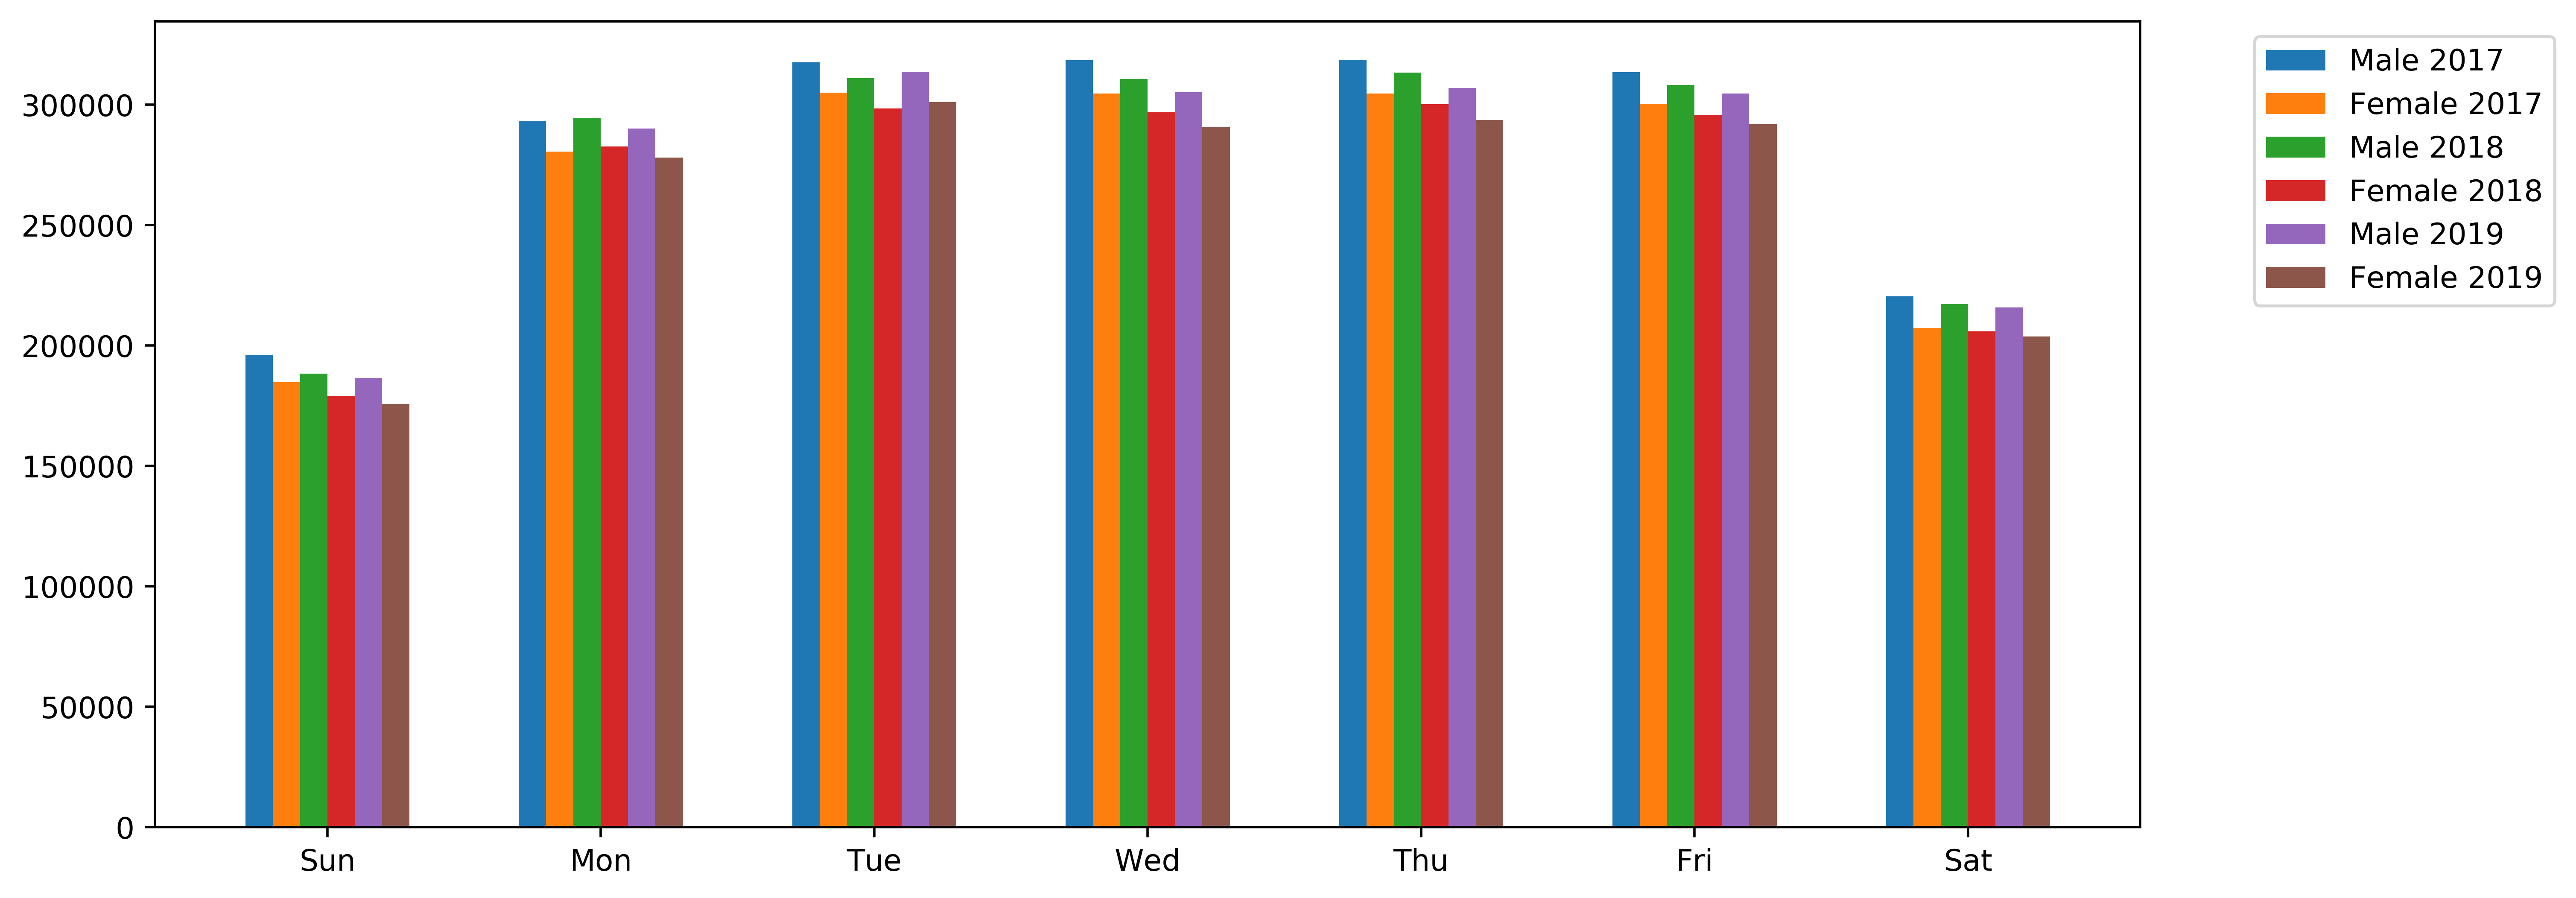 300000
250000
200000
150000
100000
50000
0
Sun Mon Tue Wed Thu Fri Sat
Male 2017
Female 2017
Male 2018
Female 2018
Male 2019
Female 2019